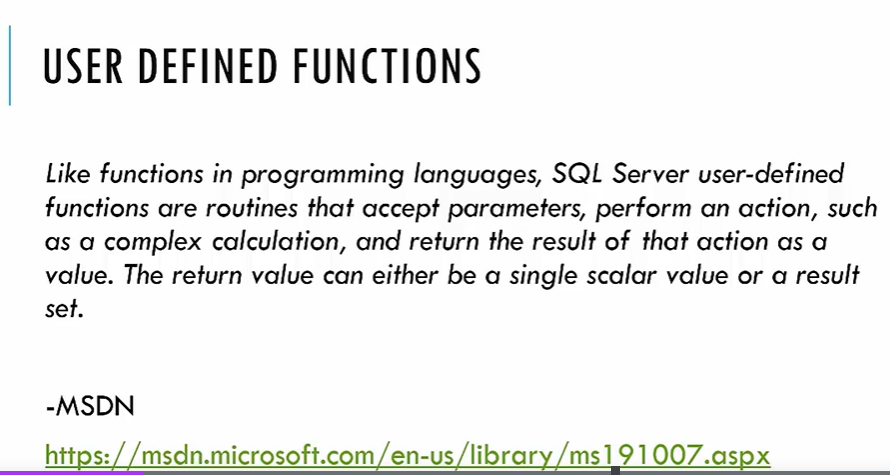 USER DEFINED FUNCTIONS
Like functions in programming languages, SQL Server user-defined
functions are routines that accept parameters, perform an action, such
as a complex calculation, and return the result of that action as a
value. The return value can either be a single scalar value or a result
set.
-MSDN
https://msdn.microsoft.com/en-us/library/ms191007.aspx